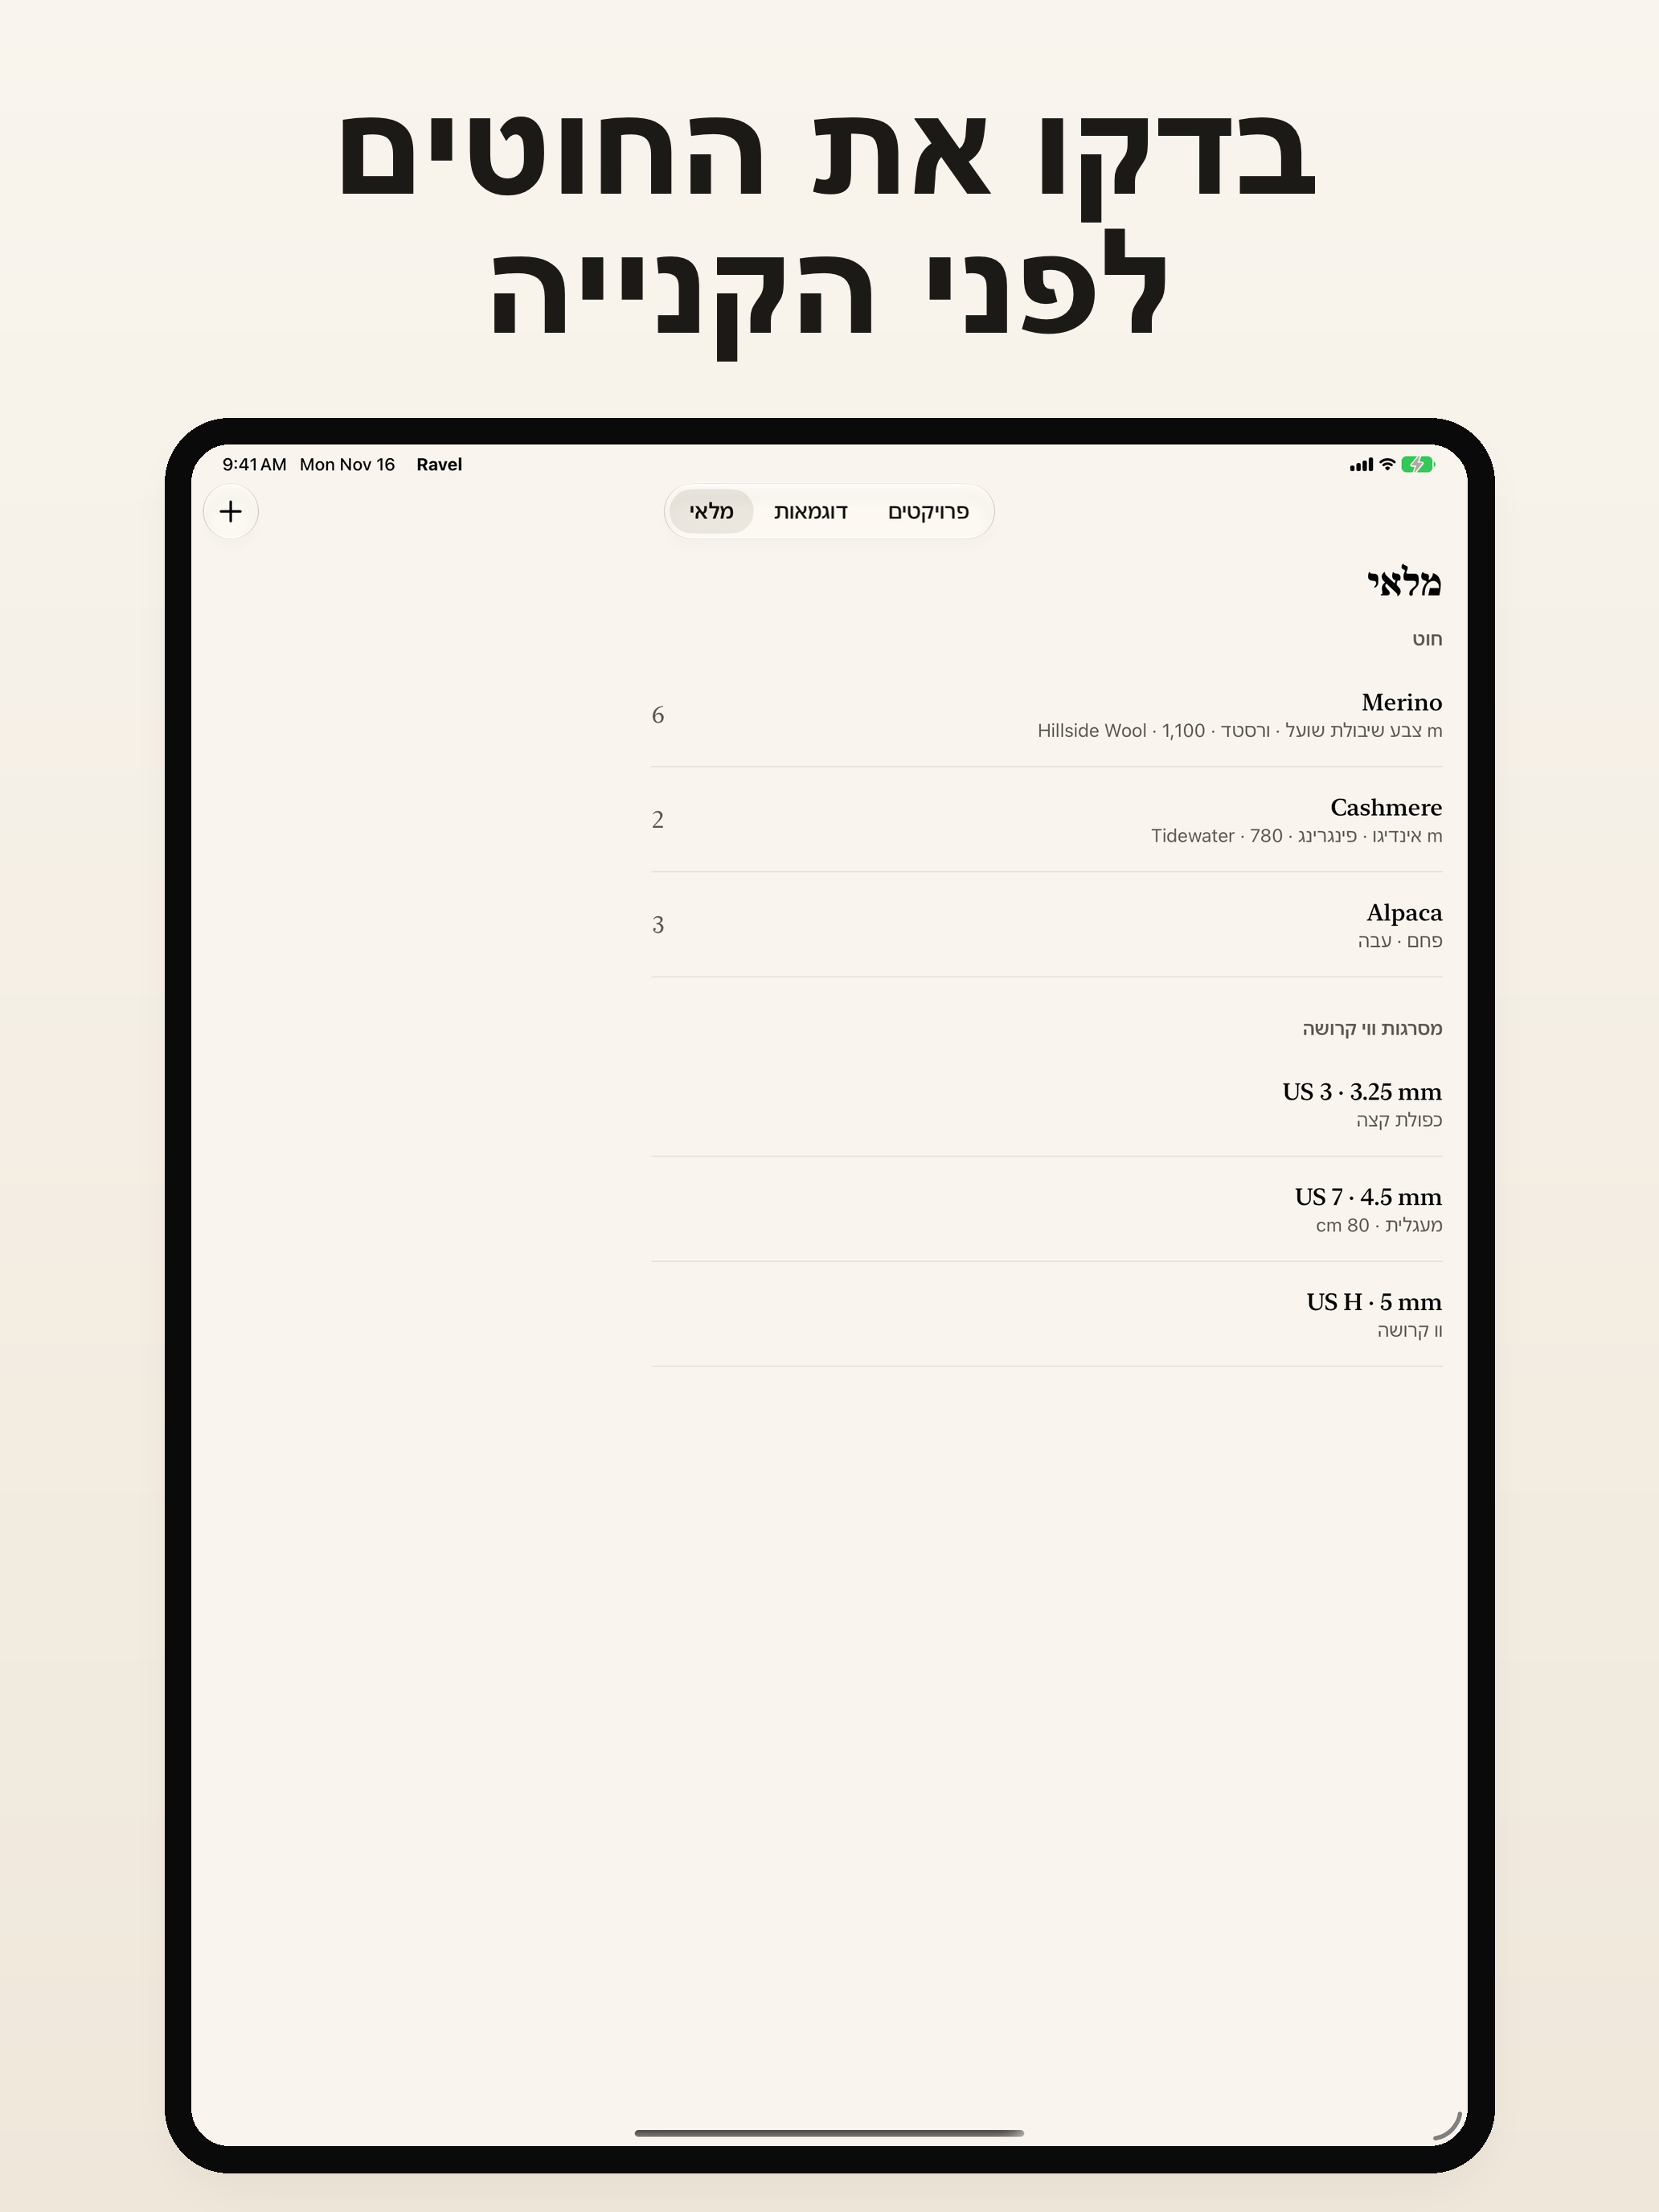 בדקו את החוטים
לפני הקנייה
9:41 AM Mon Nov 16 Ravel
פרויקטים דוגמאות מלאי
מלאי
חוט
Merino
6
Hillside Wool · צבע שיבולת שועל · ורסטד · 1,100 m
Cashmere
2
Tidewater · אינדיגו · פינגרינג · 780 m
Alpaca
3
פחם · עבה
מסרגות ווי קרושה
US 3 · 3.25 mm
כפולת קצה
US 7 · 4.5 mm
מעגלית · 80 cm
US H · 5 mm
וו קרושה